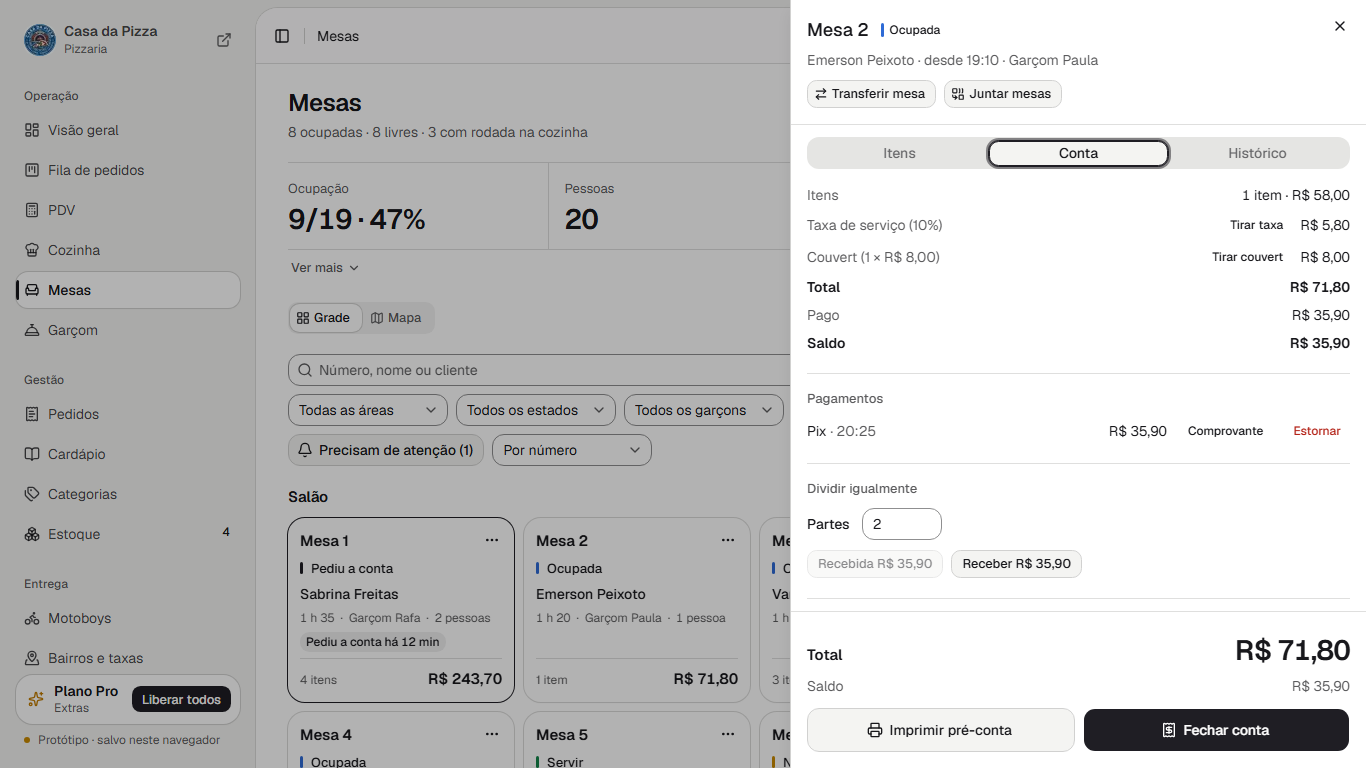 Casa da Pizza
Pizzaria
Operação
Visão geral
Fila de pedidos
PDV
Cozinha
Mesas
Garçom
Gestão
Pedidos
Cardápio
Categorias
Estoque 4
Entrega
Motoboys
Bairros e taxas
Plano Pro
Extras
Liberar todos
Protótipo · salvo neste navegador
Mesas
Mesas
8 ocupadas · 8 livres · 3 com rodada na cozinha
Ocupação Pessoas
9/19 · 47% 20
Ver mais
Grade Mapa
Número, nome ou cliente
Todas as áreas Todos os estados Todos os garçons
Precisam de atenção (1) Por número
Salão
Mesa 1 ···
Pediu a conta
Sabrina Freitas
1 h 35 · Garçom Rafa · 2 pessoas
Pediu a conta há 12 min
4 itens R$ 243,70
Mesa 2 ···
Ocupada
Emerson Peixoto
1 h 20 · Garçom Paula · 1 pessoa
1 item R$ 71,80
Mesa 4 ···
Ocupada
Mesa 5 ···
Servir
Mesa 2 Ocupada
Emerson Peixoto · desde 19:10 · Garçom Paula
Transferir mesa Juntar mesas
Itens Conta Histórico
Itens 1 item · R$ 58,00
Taxa de serviço (10%) Tirar taxa R$ 5,80
Couvert (1 × R$ 8,00) Tirar couvert R$ 8,00
Total R$ 71,80
Pago R$ 35,90
Saldo R$ 35,90
Pagamentos
Pix · 20:25 R$ 35,90 Comprovante Estornar
Dividir igualmente
Partes 2
Recebida R$ 35,90 Receber R$ 35,90
Total R$ 71,80
Saldo R$ 35,90
Imprimir pré-conta Fechar conta